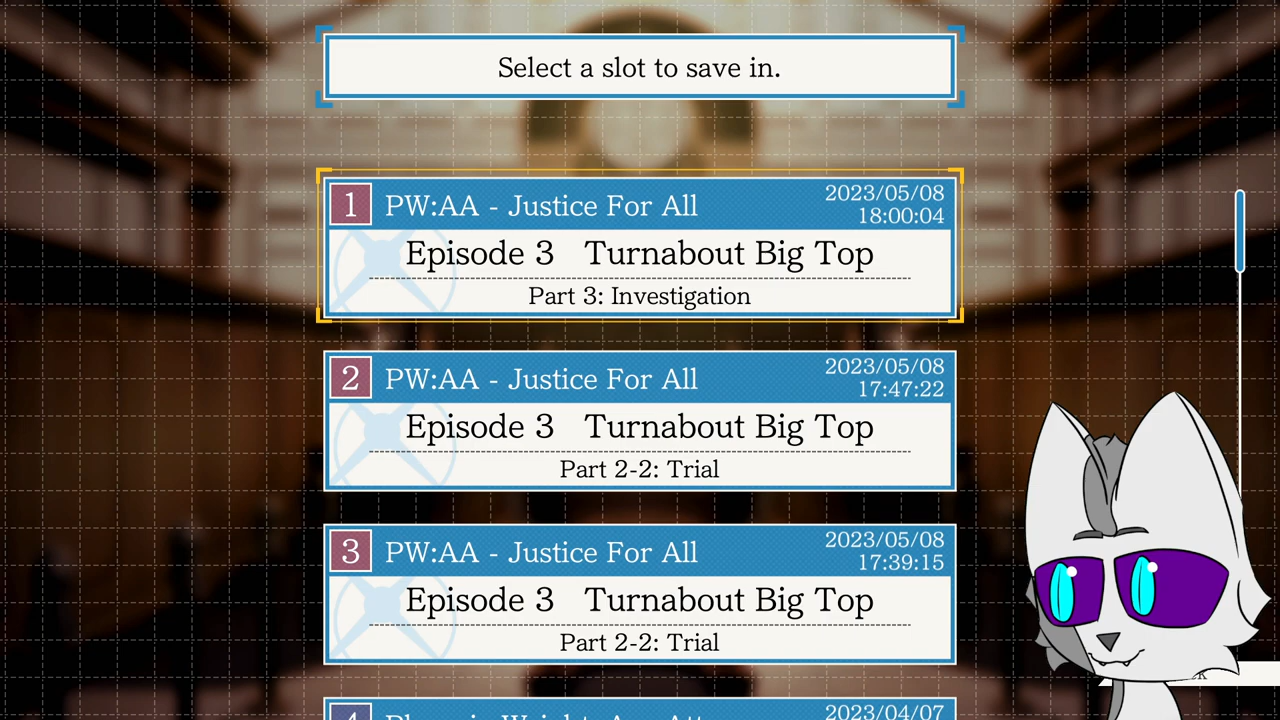 Select a slot to save in.
1 PW:AA - Justice For All 2023/05/08
18:00:04
Episode 3 Turnabout Big Top
Part 3: Investigation
2 PW:AA - Justice For All 2023/05/08
17:47:22
Episode 3 Turnabout Big Top
Part 2-2: Trial
3 PW:AA - Justice For All 2023/05/08
17:39:15
Episode 3 Turnabout Big Top
Part 2-2: Trial
2023/04/07